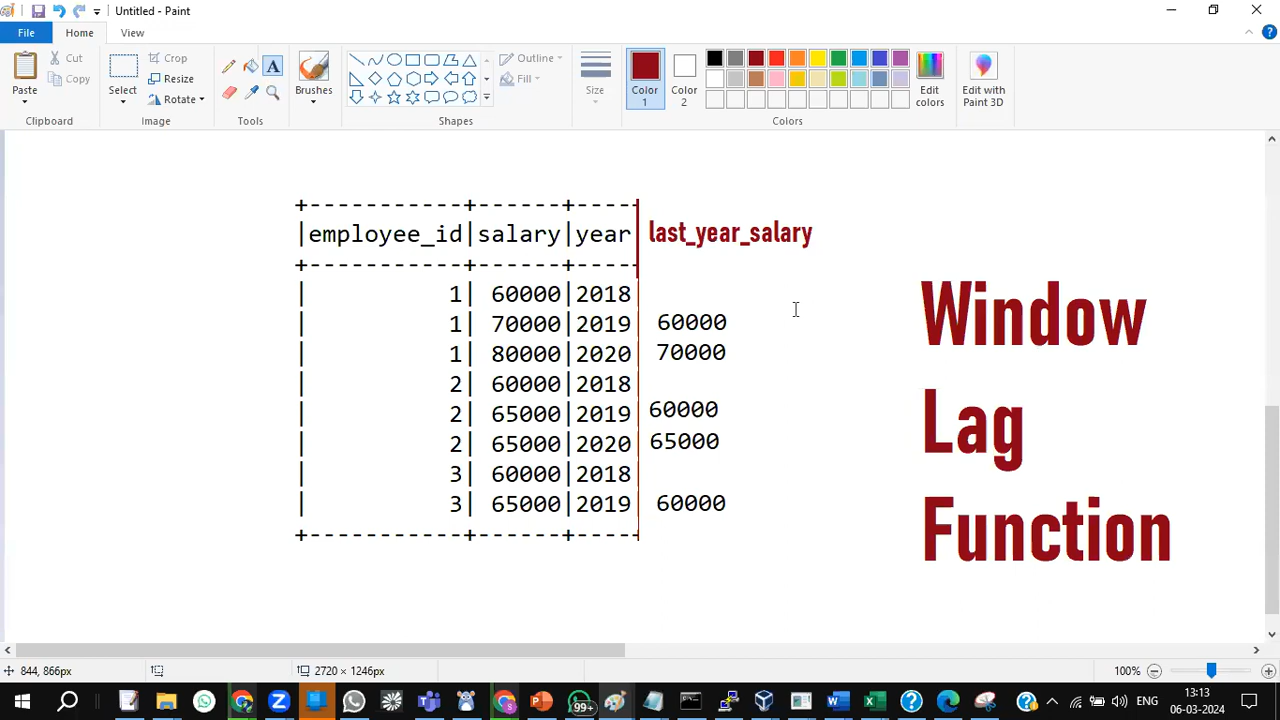 Untitled - Paint
File Home View
Paste
Cut
Copy
Clipboard
Select
Crop
Resize
Rotate
Image
A
Tools
Brushes
Shapes
Outline
Fill
Size
Color 1
Color 2
Colors
Edit colors
Edit with Paint 3D
+-----------+------+----
|employee_id|salary|year last_year_salary
+-----------+------+----
| 1| 60000|2018
| 1| 70000|2019 60000
| 1| 80000|2020 70000
| 2| 60000|2018
| 2| 65000|2019 60000
| 2| 65000|2020 65000
| 3| 60000|2018
| 3| 65000|2019 60000
+-----------+------+----+
Window
Lag
Function
844, 866px 2720 × 1246px 100%
99+
ENG
13:13
06-03-2024